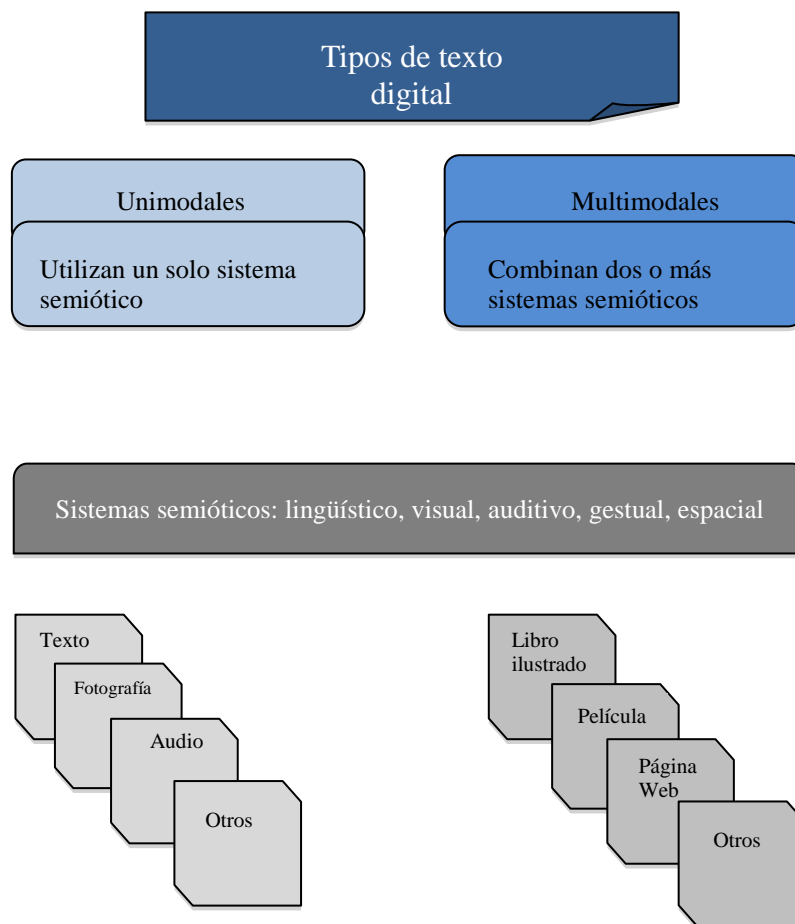 Tipos de texto
digital
Unimodales
Utilizan un solo sistema
semiótico
Multimodales
Combinan dos o más
sistemas semióticos
Sistemas semióticos: lingüístico, visual, auditivo, gestual, espacial
Texto
Fotografía
Audio
Otros
Libro
ilustrado
Película
Página
Web
Otros